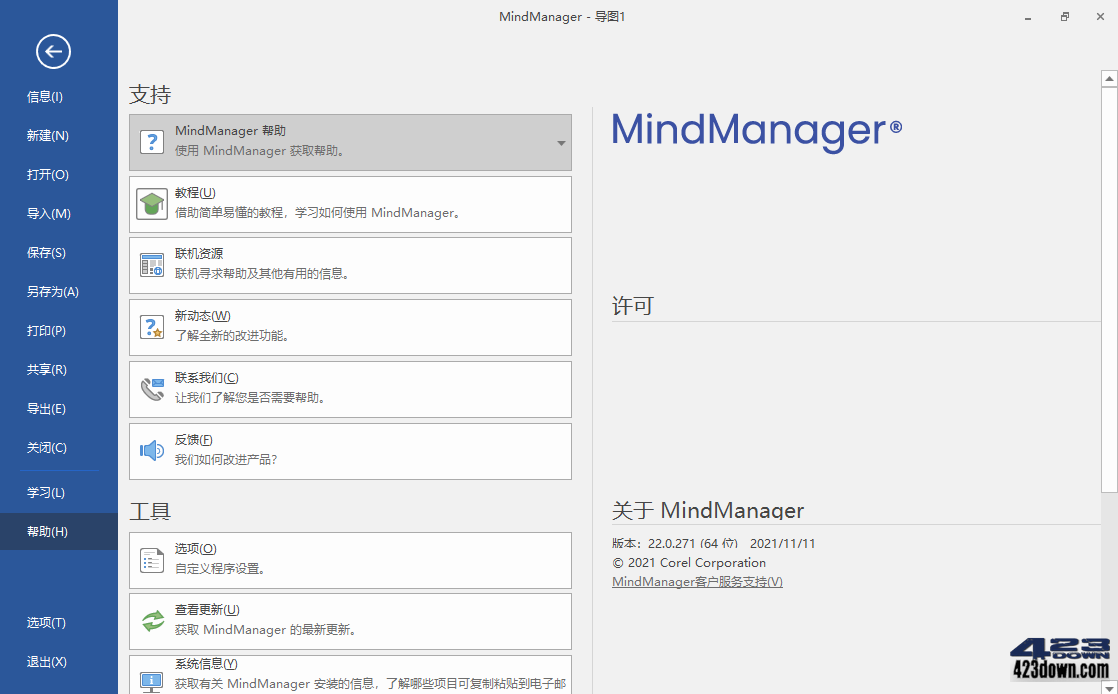 MindManager - 导图1
信息(I)
新建(N)
打开(O)
导入(M)
保存(S)
另存为(A)
打印(P)
共享(R)
导出(E)
关闭(C)
学习(L)
帮助(H)
选项(T)
退出(X)
支持
MindManager 帮助
使用 MindManager 获取帮助。
教程(U)
借助简单易懂的教程，学习如何使用 MindManager。
联机资源
联机寻求帮助及其他有用的信息。
新动态(W)
了解全新的改进功能。
联系我们(C)
让我们了解您是否需要帮助。
反馈(F)
我们如何改进产品?
工具
选项(O)
自定义程序设置。
查看更新(U)
获取 MindManager 的最新更新。
系统信息(Y)
获取有关 MindManager 安装的信息，了解哪些项目可复制粘贴到电子邮
MindManager®
许可
关于 MindManager
版本：22.0.271 (64 位) 2021/11/11
© 2021 Corel Corporation
MindManager客户服务支持(V)
423
DOWN
423down.com